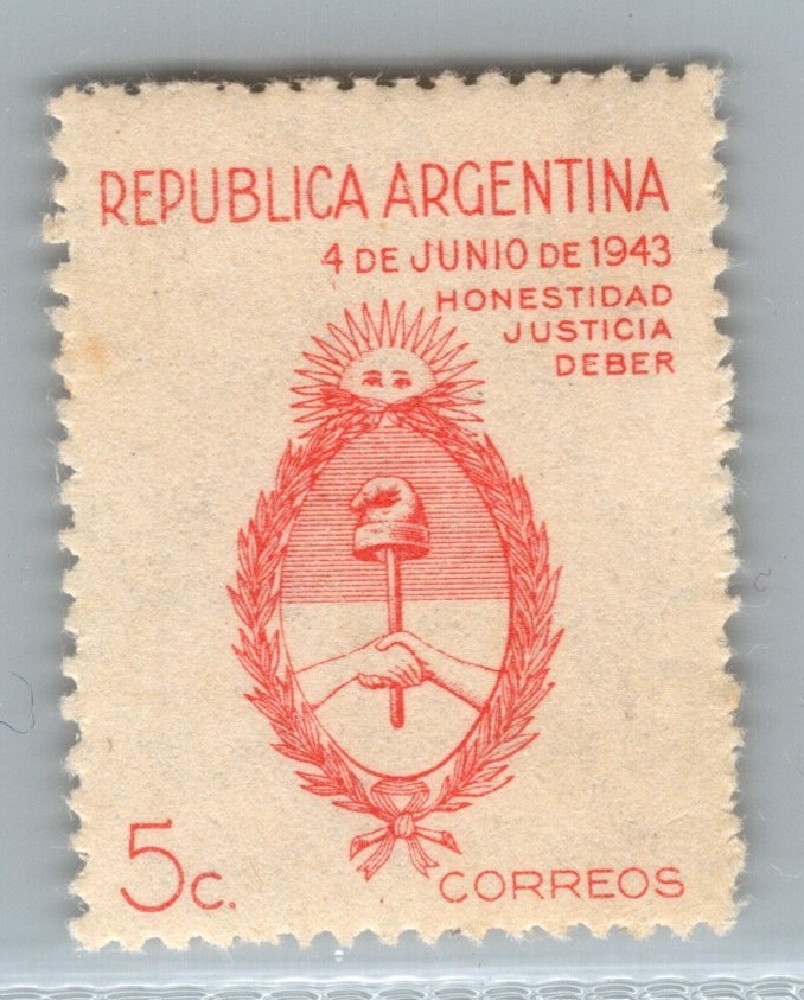 REPUBLICA ARGENTINA
4 DE JUNIO DE 1943
HONESTIDAD
JUSTICIA
DEBER
5c.
CORREOS